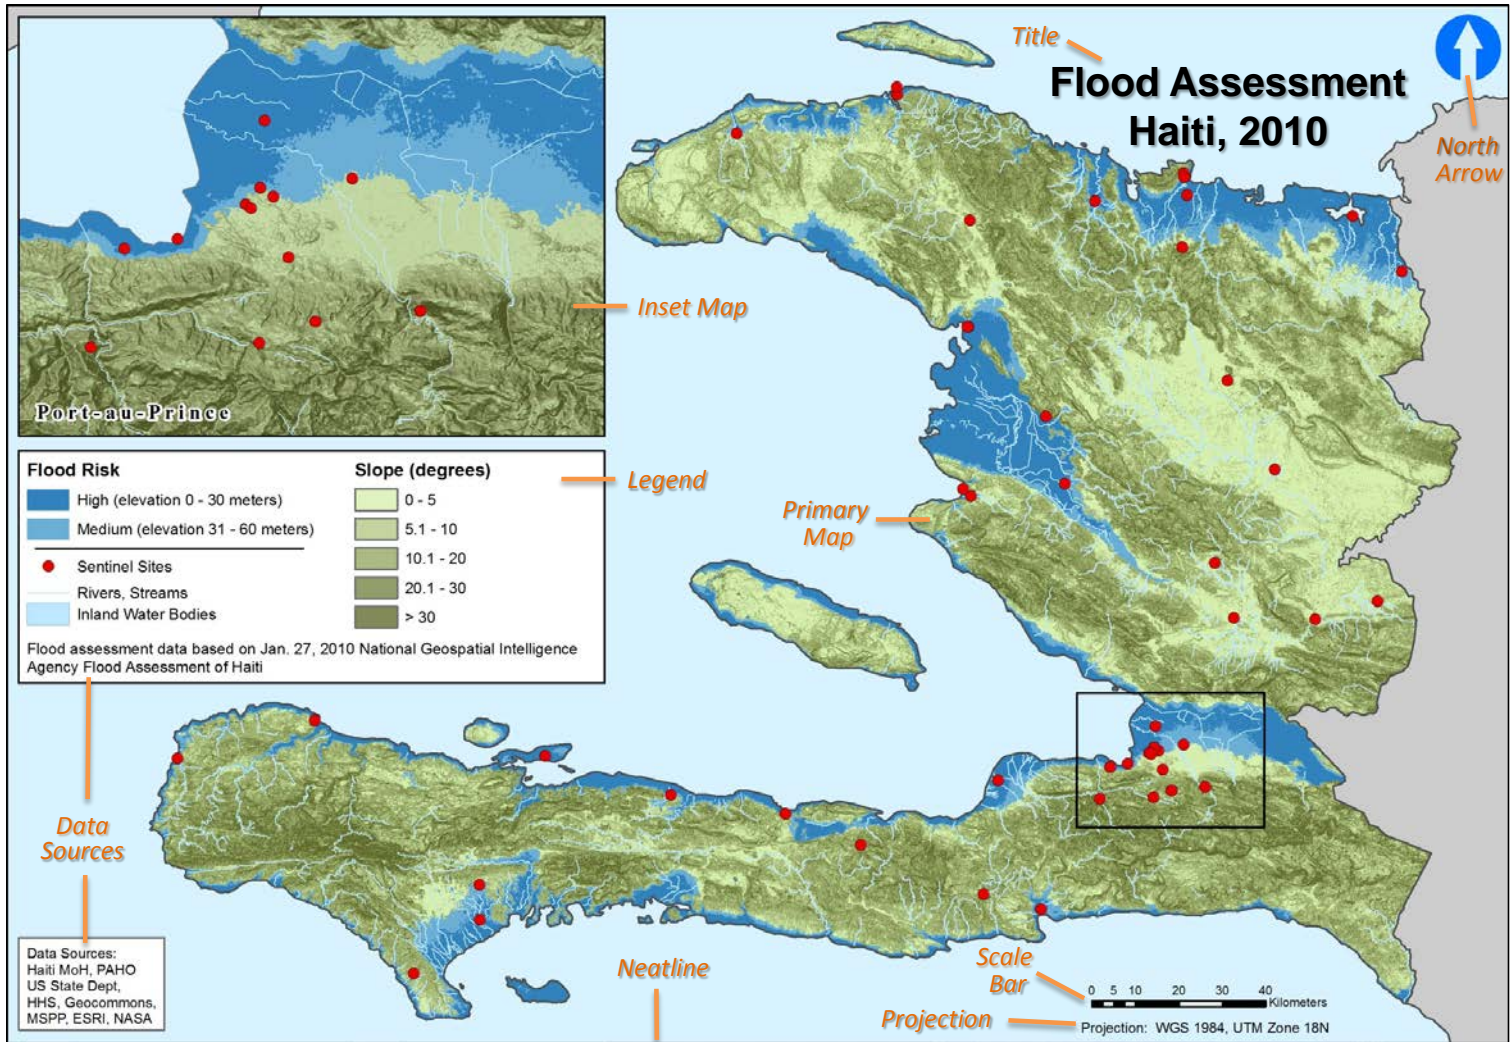 Title
Flood Assessment
Haiti, 2010
North
Arrow
Inset Map
Port-au-Prince
Flood Risk
High (elevation 0 - 30 meters)
Medium (elevation 31 - 60 meters)
Sentinel Sites
Rivers, Streams
Inland Water Bodies
Slope (degrees)
0 - 5
5.1 - 10
10.1 - 20
20.1 - 30
> 30
Flood assessment data based on Jan. 27, 2010 National Geospatial Intelligence
Agency Flood Assessment of Haiti
Legend
Primary
Map
Data
Sources
Data Sources:
Haiti MoH, PAHO
US State Dept,
HHS, Geocommons,
MSPP, ESRI, NASA
Neatline
Scale
Bar
0 5 10 20 30 40
Kilometers
Projection
Projection: WGS 1984, UTM Zone 18N